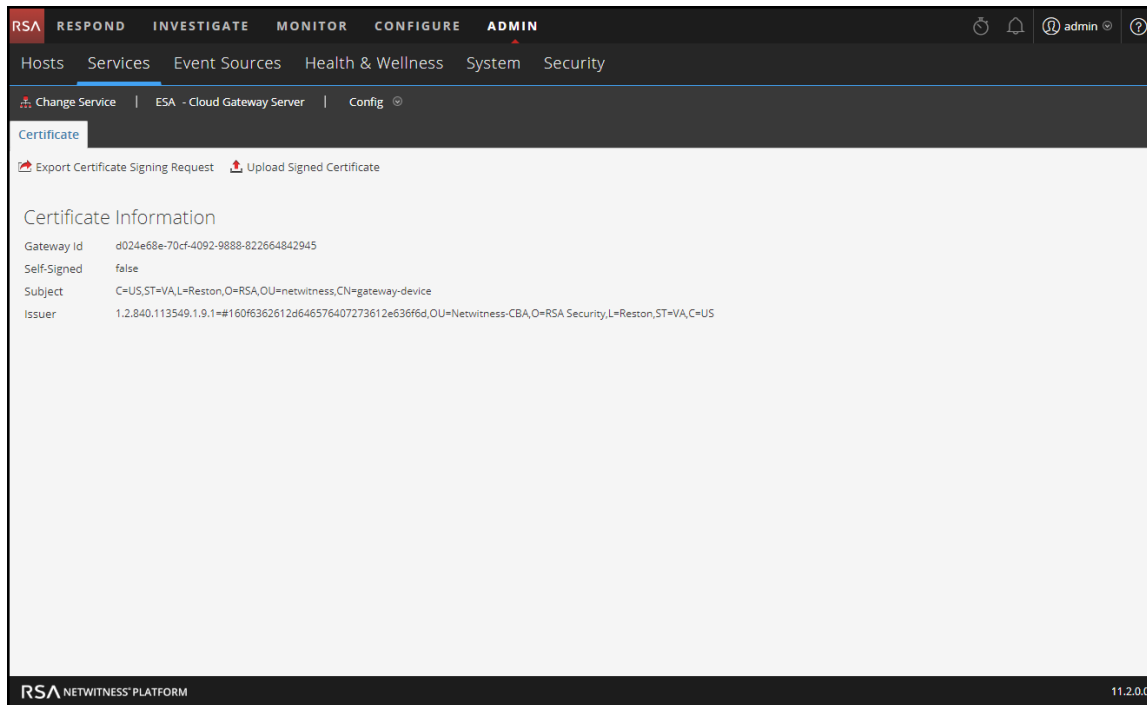 RSA RESPOND INVESTIGATE MONITOR CONFIGURE ADMIN admin
Hosts Services Event Sources Health & Wellness System Security
Change Service | ESA - Cloud Gateway Server | Config
Certificate
Export Certificate Signing Request Upload Signed Certificate
Certificate Information
Gateway Id d024e68e-70cf-4092-9888-822664842945
Self-Signed false
Subject C=US,ST=VA,L=Reston,O=RSA,OU=netwitness,CN=gateway-device
Issuer 1.2.840.113549.1.9.1=#160f6362612d646576407273612e636f6d,OU=Netwitness-CBA,O=RSA Security,L=Reston,ST=VA,C=US
RSA NETWITNESS® PLATFORM 11.2.0.0